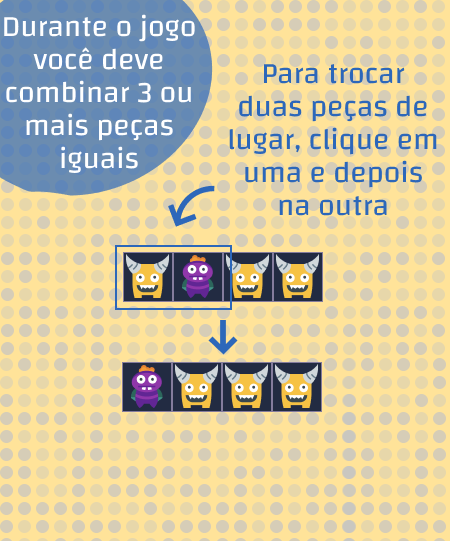 Durante o jogo
você deve
combinar 3 ou
mais peças
iguais
Para trocar
duas peças de
lugar, clique em
uma e depois
na outra